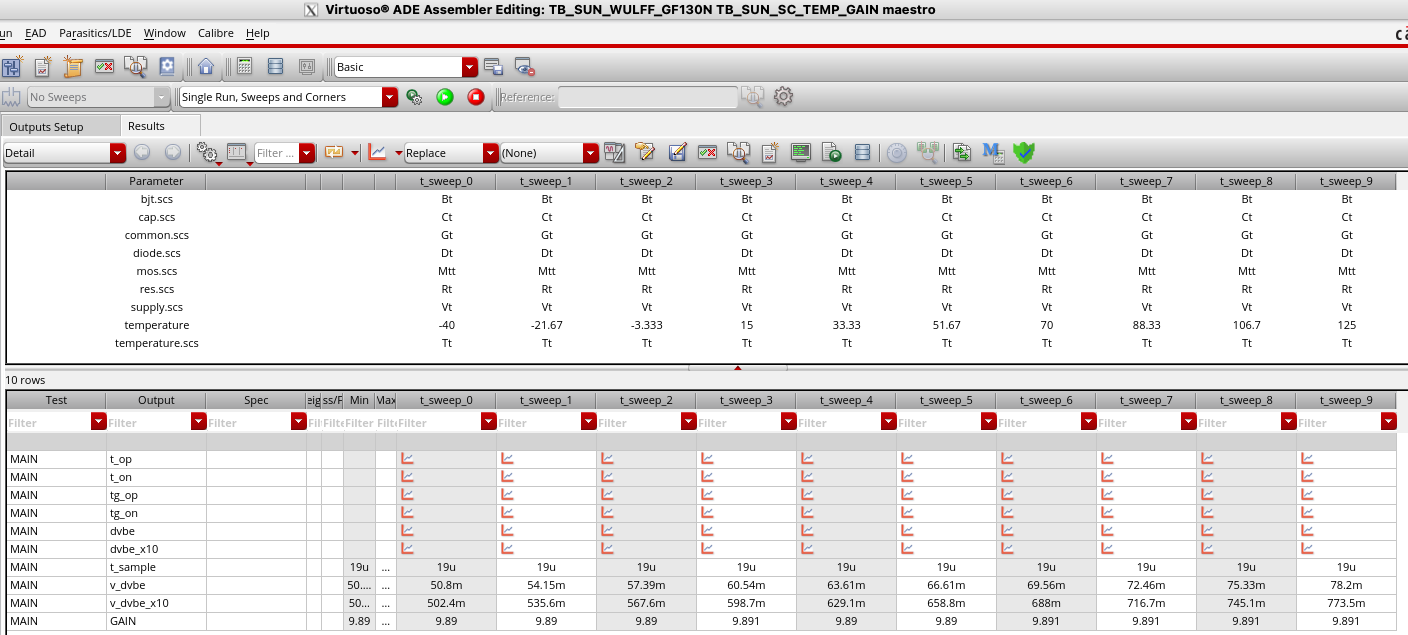 Virtuoso® ADE Assembler Editing: TB_SUN_WULFF_GF130N TB_SUN_SC_TEMP_GAIN maestro
un EAD Parasitics/LDE Window Calibre Help
Basic
No Sweeps Single Run, Sweeps and Corners Reference:
Outputs Setup Results
Detail Filter ... Replace (None)
Parameter t_sweep_0 t_sweep_1 t_sweep_2 t_sweep_3 t_sweep_4 t_sweep_5 t_sweep_6 t_sweep_7 t_sweep_8 t_sweep_9
bjt.scs Bt Bt Bt Bt Bt Bt Bt Bt Bt Bt
cap.scs Ct Ct Ct Ct Ct Ct Ct Ct Ct Ct
common.scs Gt Gt Gt Gt Gt Gt Gt Gt Gt Gt
diode.scs Dt Dt Dt Dt Dt Dt Dt Dt Dt Dt
mos.scs Mtt Mtt Mtt Mtt Mtt Mtt Mtt Mtt Mtt Mtt
res.scs Rt Rt Rt Rt Rt Rt Rt Rt Rt Rt
supply.scs Vt Vt Vt Vt Vt Vt Vt Vt Vt Vt
temperature -40 -21.67 -3.333 15 33.33 51.67 70 88.33 106.7 125
temperature.scs Tt Tt Tt Tt Tt Tt Tt Tt Tt Tt
10 rows
Test Output Spec eig ss/F Min Max t_sweep_0 t_sweep_1 t_sweep_2 t_sweep_3 t_sweep_4 t_sweep_5 t_sweep_6 t_sweep_7 t_sweep_8 t_sweep_9
Filter Filter Filter Fil Filt Filter Filt Filter Filter Filter Filter Filter Filter Filter Filter Filter Filter
MAIN t_op
MAIN t_on
MAIN tg_op
MAIN tg_on
MAIN dvbe
MAIN dvbe_x10
MAIN t_sample 19u ... 19u 19u 19u 19u 19u 19u 19u 19u 19u 19u
MAIN v_dvbe 50.... ... 50.8m 54.15m 57.39m 60.54m 63.61m 66.61m 69.56m 72.46m 75.33m 78.2m
MAIN v_dvbe_x10 50... ... 502.4m 535.6m 567.6m 598.7m 629.1m 658.8m 688m 716.7m 745.1m 773.5m
MAIN GAIN 9.89 ... 9.89 9.89 9.89 9.891 9.89 9.89 9.891 9.891 9.891 9.891